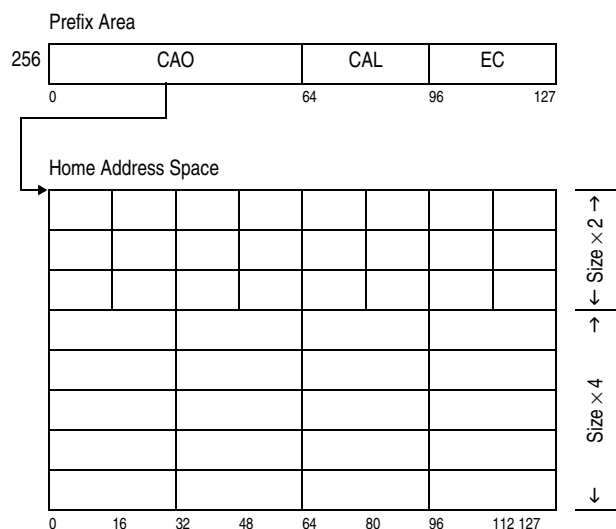 Prefix Area
256 CAO CAL EC
0 64 96 127
Home Address Space
← Size × 2 →
← Size × 4 →
0 16 32 48 64 80 96 112 127